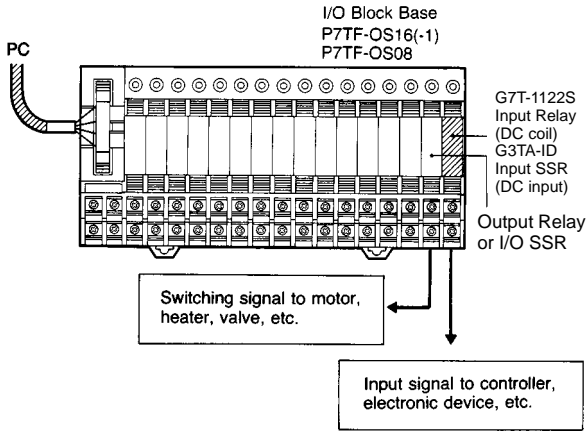 I/O Block Base
P7TF-OS16(-1)
P7TF-OS08
PC
G7T-1122S
Input Relay
(DC coil)
G3TA-ID
Input SSR
(DC input)
Output Relay
or I/O SSR
Switching signal to motor,
heater, valve, etc.
Input signal to controller,
electronic device, etc.